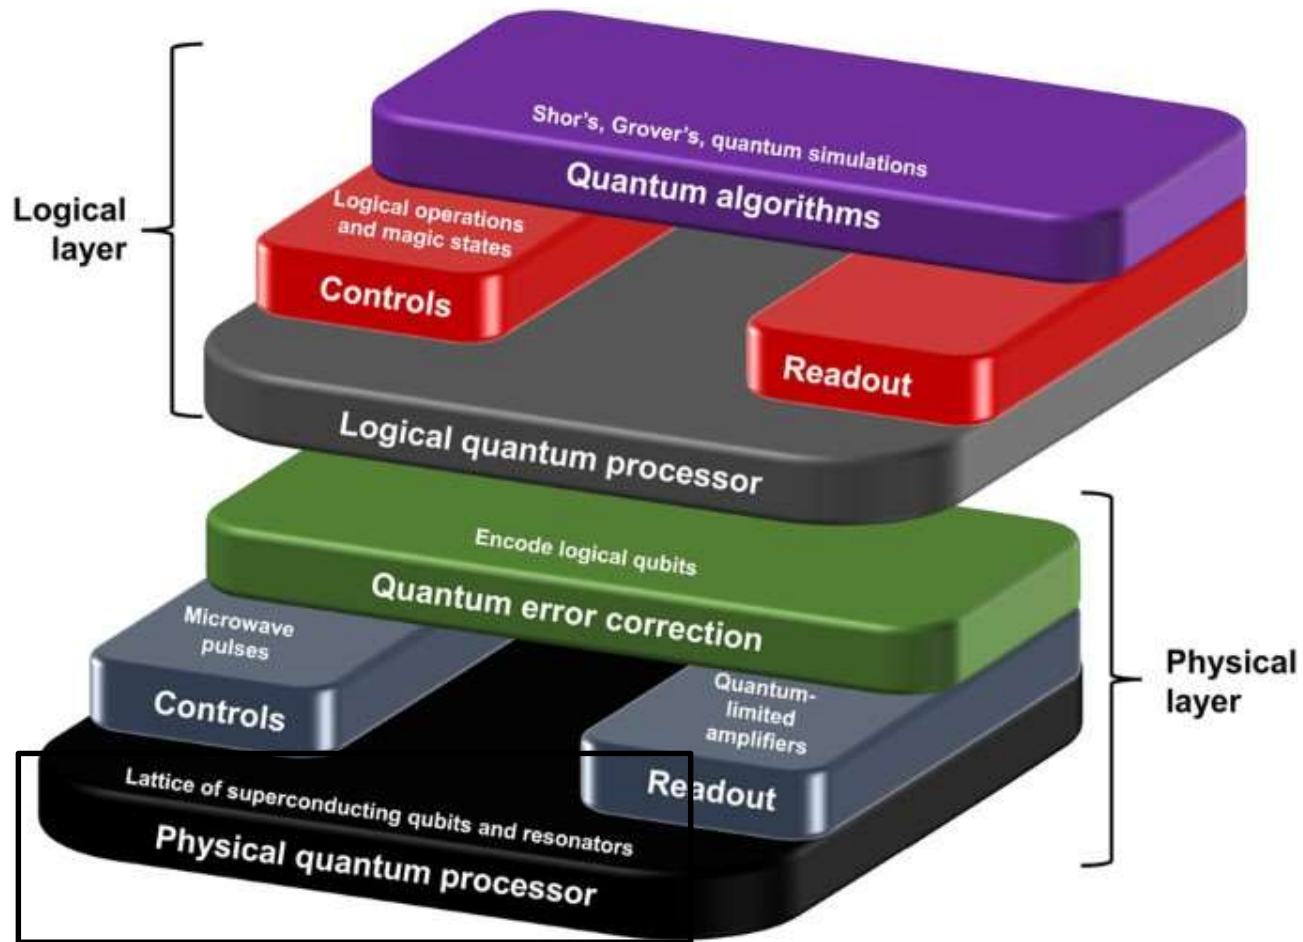 Shor's, Grover's, quantum simulations
Quantum algorithms
Logical
layer
Logical operations
and magic states
Controls
Readout
Logical quantum processor
Encode logical qubits
Quantum error correction
Microwave
pulses
Controls
Quantum-
limited
amplifiers
Readout
Physical
layer
Lattice of superconducting qubits and resonators
Physical quantum processor